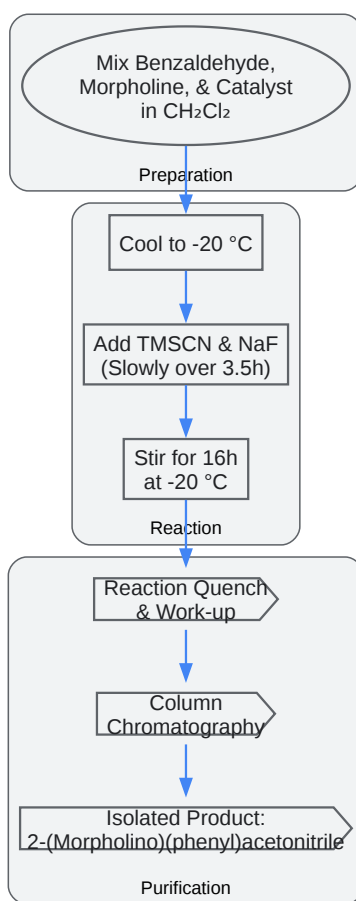 Mix Benzaldehyde,
Morpholine, & Catalyst
in CH₂Cl₂
Preparation
Cool to -20 °C
Add TMSCN & NaF
(Slowly over 3.5h)
Stir for 16h
at -20 °C
Reaction
Reaction Quench
& Work-up
Column
Chromatography
Isolated Product:
2-(Morpholino)(phenyl)acetonitrile
Purification